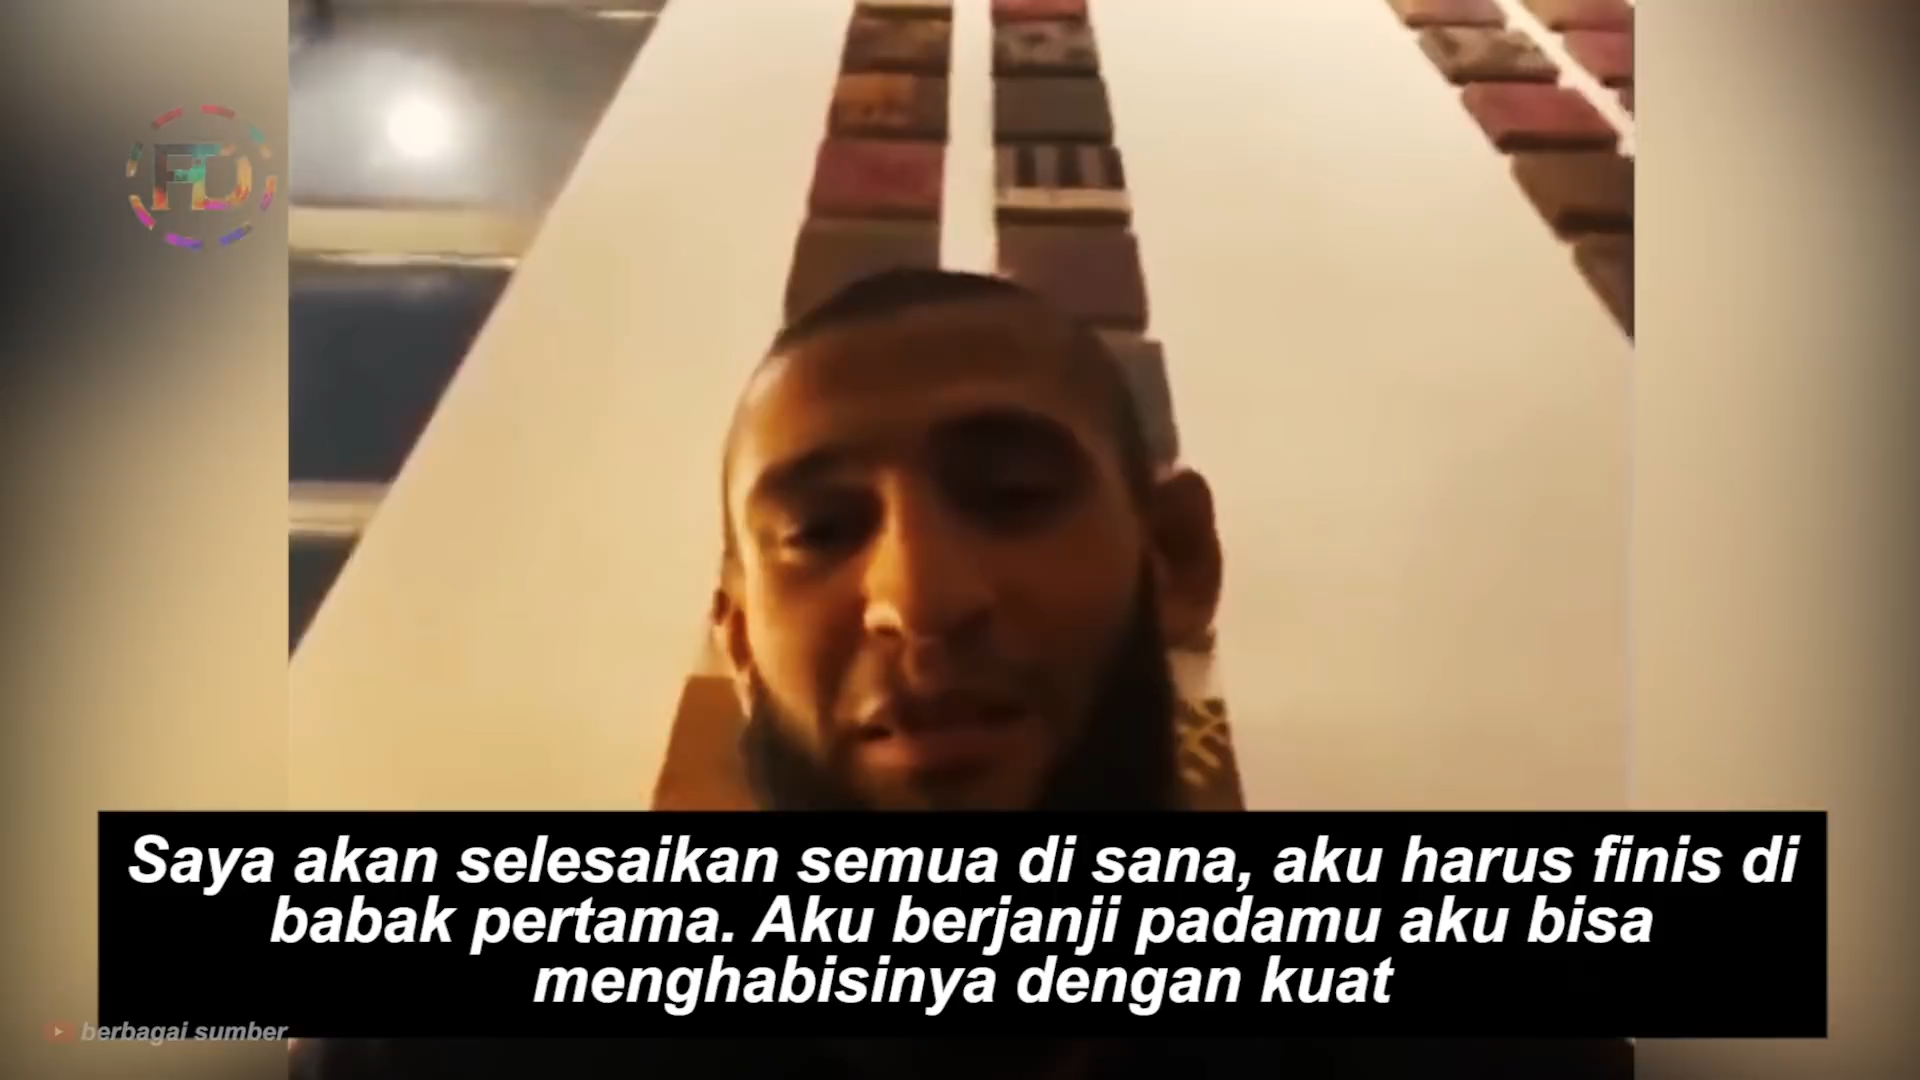 FD
Saya akan selesaikan semua di sana, aku harus finis di
babak pertama. Aku berjanji padamu aku bisa
menghabisinya dengan kuat
berbagai sumber